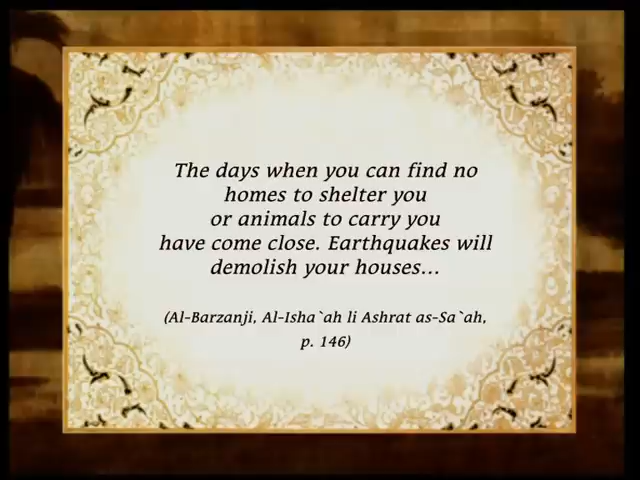 The days when you can find no
homes to shelter you
or animals to carry you
have come close. Earthquakes will
demolish your houses...
(Al-Barzanji, Al-Isha`ah li Ashrat as-Sa`ah,
p. 146)